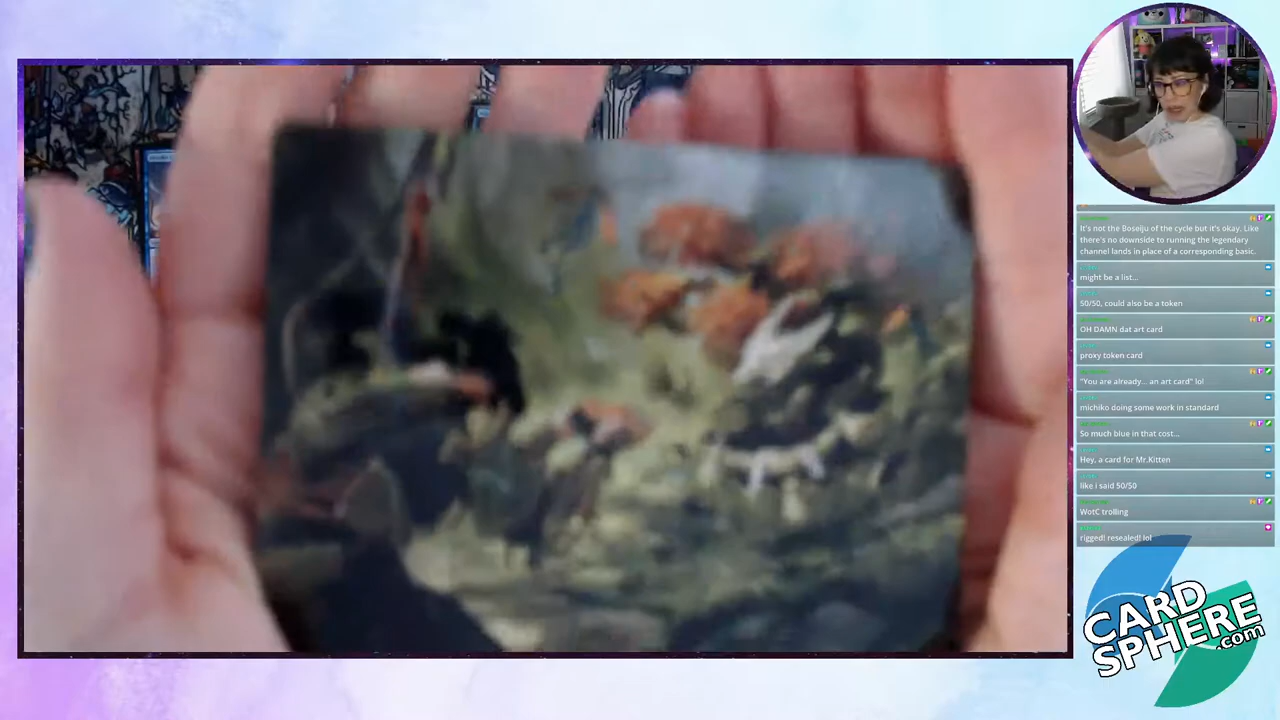 It's not the Boseiju of the cycle but it's okay. Like
there's no downside to running the legendary
channel lands in place of a corresponding basic.
might be a list...
50/50, could also be a token
OH DAMN dat art card
proxy token card
"You are already... an art card" lol
michiko doing some work in standard
So much blue in that cost...
Hey, a card for Mr.Kitten
like i said 50/50
WotC trolling
rigged! resealed! lol
CARD
SPHERE
.com